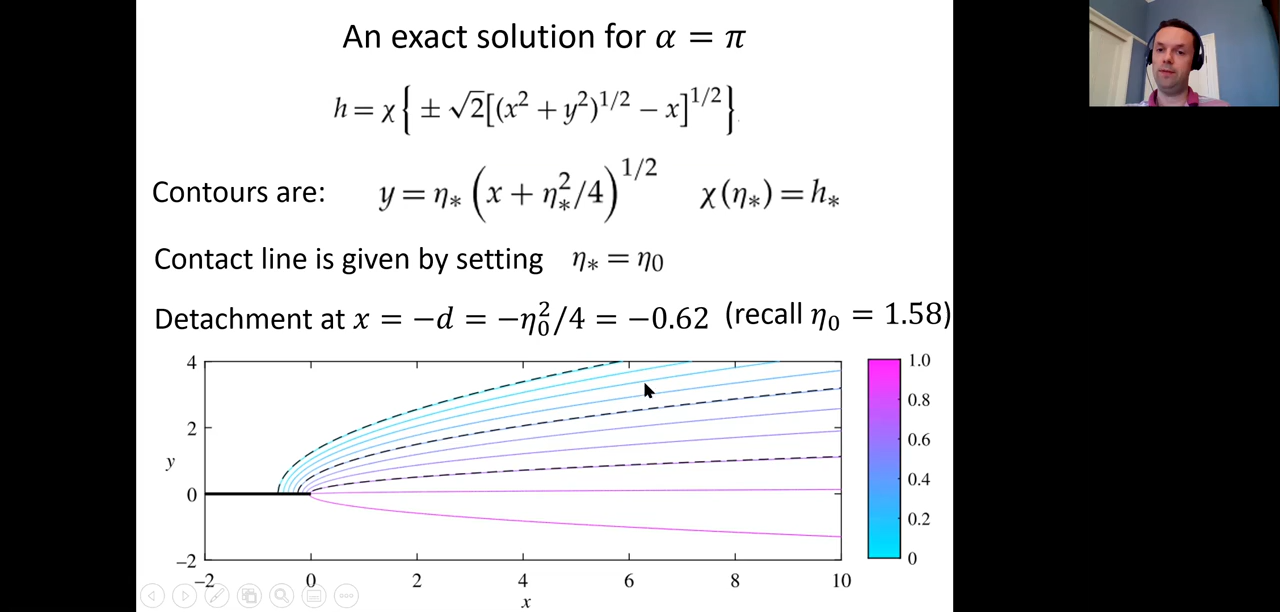 An exact solution for α = π
h = χ{ ± √2[(x² + y²)^{1/2} − x]^{1/2} }
Contours are: y = η* (x + η*²/4)^{1/2} χ(η*) = h*
Contact line is given by setting η* = η₀
Detachment at x = −d = −η₀²/4 = −0.62 (recall η₀ = 1.58)
4
2
y
0
−2
−2 0 2 4 6 8 10
x
1.0
0.8
0.6
0.4
0.2
0